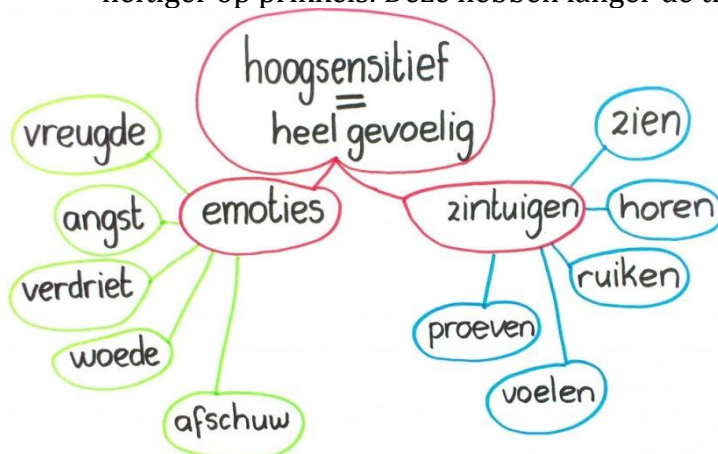 hoogsensitief
=
heel gevoelig
emoties
vreugde
angst
verdriet
woede
afschuw
zintuigen
zien
horen
ruiken
voelen
proeven